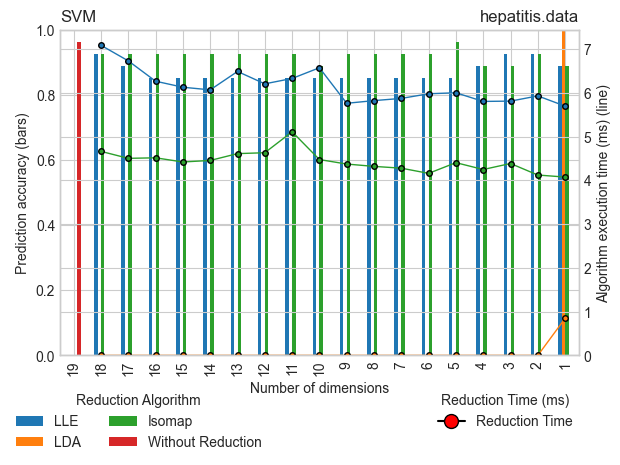 SVM
hepatitis.data
1.0
0.8
0.6
0.4
0.2
0.0
Prediction accuracy (bars)
7
6
5
4
3
2
1
0
Algorithm execution time (ms) (line)
19 18 17 16 15 14 13 12 11 10 9 8 7 6 5 4 3 2 1
Number of dimensions
Reduction Algorithm
LLE
LDA
Isomap
Without Reduction
Reduction Time (ms)
Reduction Time